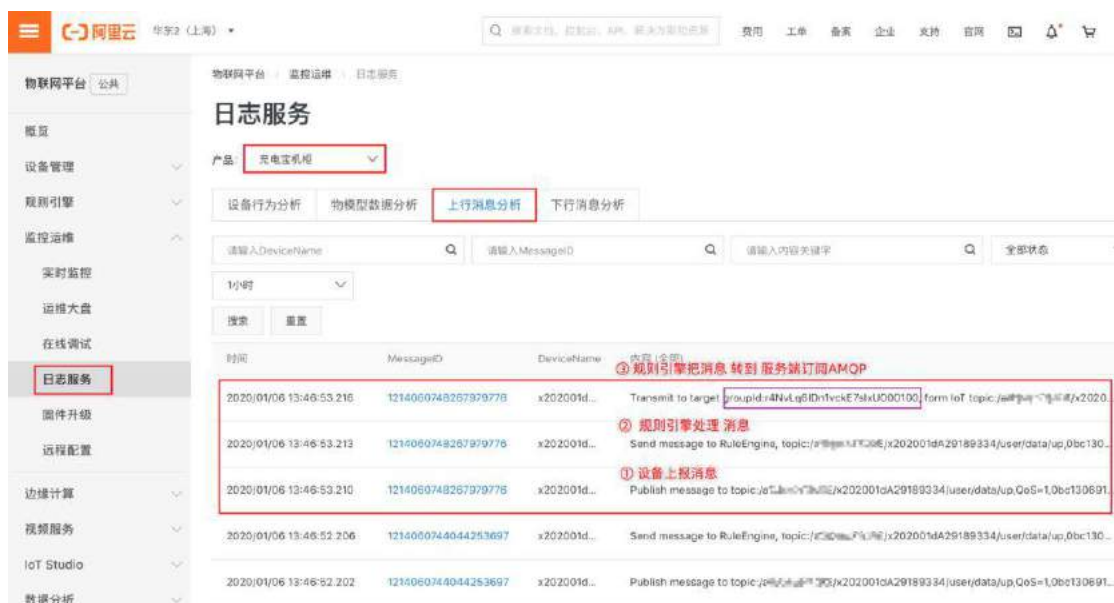 阿里云 华东2（上海） 费用 工单 备案 企业 支持 官网
物联网平台 公共
物联网平台 / 监控运维 / 日志服务
日志服务
概览
产品: 充电宝机柜
设备管理
规则引擎
设备行为分析 物模型数据分析 上行消息分析 下行消息分析
监控运维
请输入DeviceName 请输入MessageID 请输入内容关键字 全部状态
实时监控
1小时
运维大盘
搜索 重置
在线调试
时间 MessageID DeviceName 内容 (全部)
日志服务
③ 规则引擎把消息 转到 服务端订阅AMQP
2020/01/06 13:46:53.216 1214060748267979776 x202001d... Transmit to target form IoT topic:/ /x2020...
固件升级
② 规则引擎处理 消息
2020/01/06 13:46:53.213 1214060748267979776 x202001d... Send message to RuleEngine, topic:/ /x202001dA29189334/user/data/up,0bc130...
远程配置
① 设备上报消息
2020/01/06 13:46:53.210 1214060748267979776 x202001d... Publish message to topic:/ /x202001dA29189334/user/data/up,QoS=1,0bc130691...
边缘计算
视频服务
2020/01/06 13:46:52.206 1214060744044253697 x202001d... Send message to RuleEngine, topic:/ /x202001dA29189334/user/data/up,0bc130...
IoT Studio
2020/01/06 13:46:52.202 1214060744044253697 x202001d... Publish message to topic:/ /x202001dA29189334/user/data/up,QoS=1,0bc130691...
数据分析